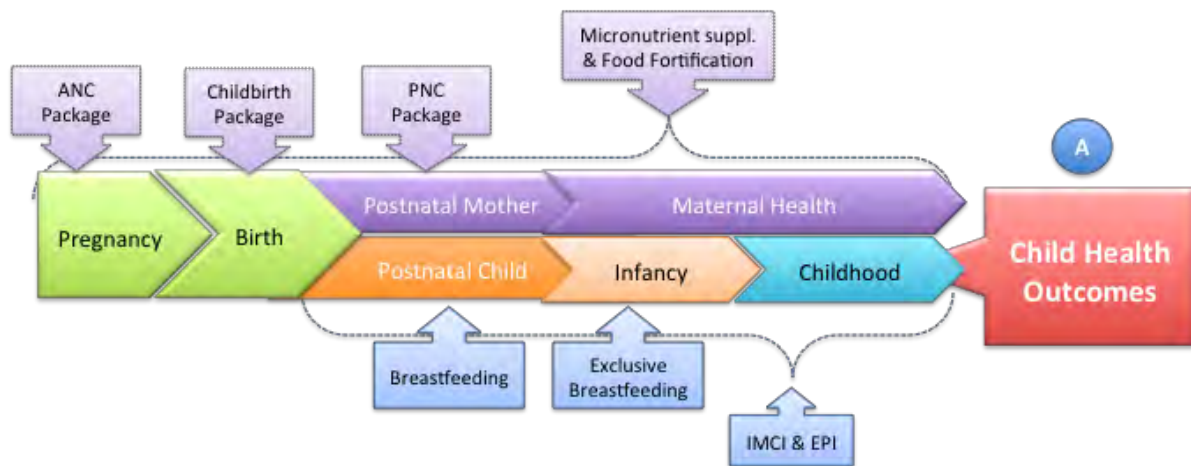 Micronutrient suppl.
& Food Fortification
ANC
Package
Childbirth
Package
PNC
Package
A
Pregnancy
Birth
Postnatal Mother
Maternal Health
Postnatal Child
Infancy
Childhood
Child Health
Outcomes
Breastfeeding
Exclusive
Breastfeeding
IMCI & EPI